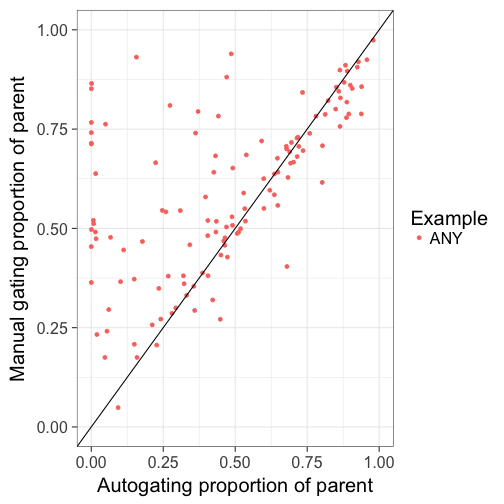 Manual gating proportion of parent
1.00
0.75
0.50
0.25
0.00
0.00 0.25 0.50 0.75 1.00
Autogating proportion of parent
Example
ANY